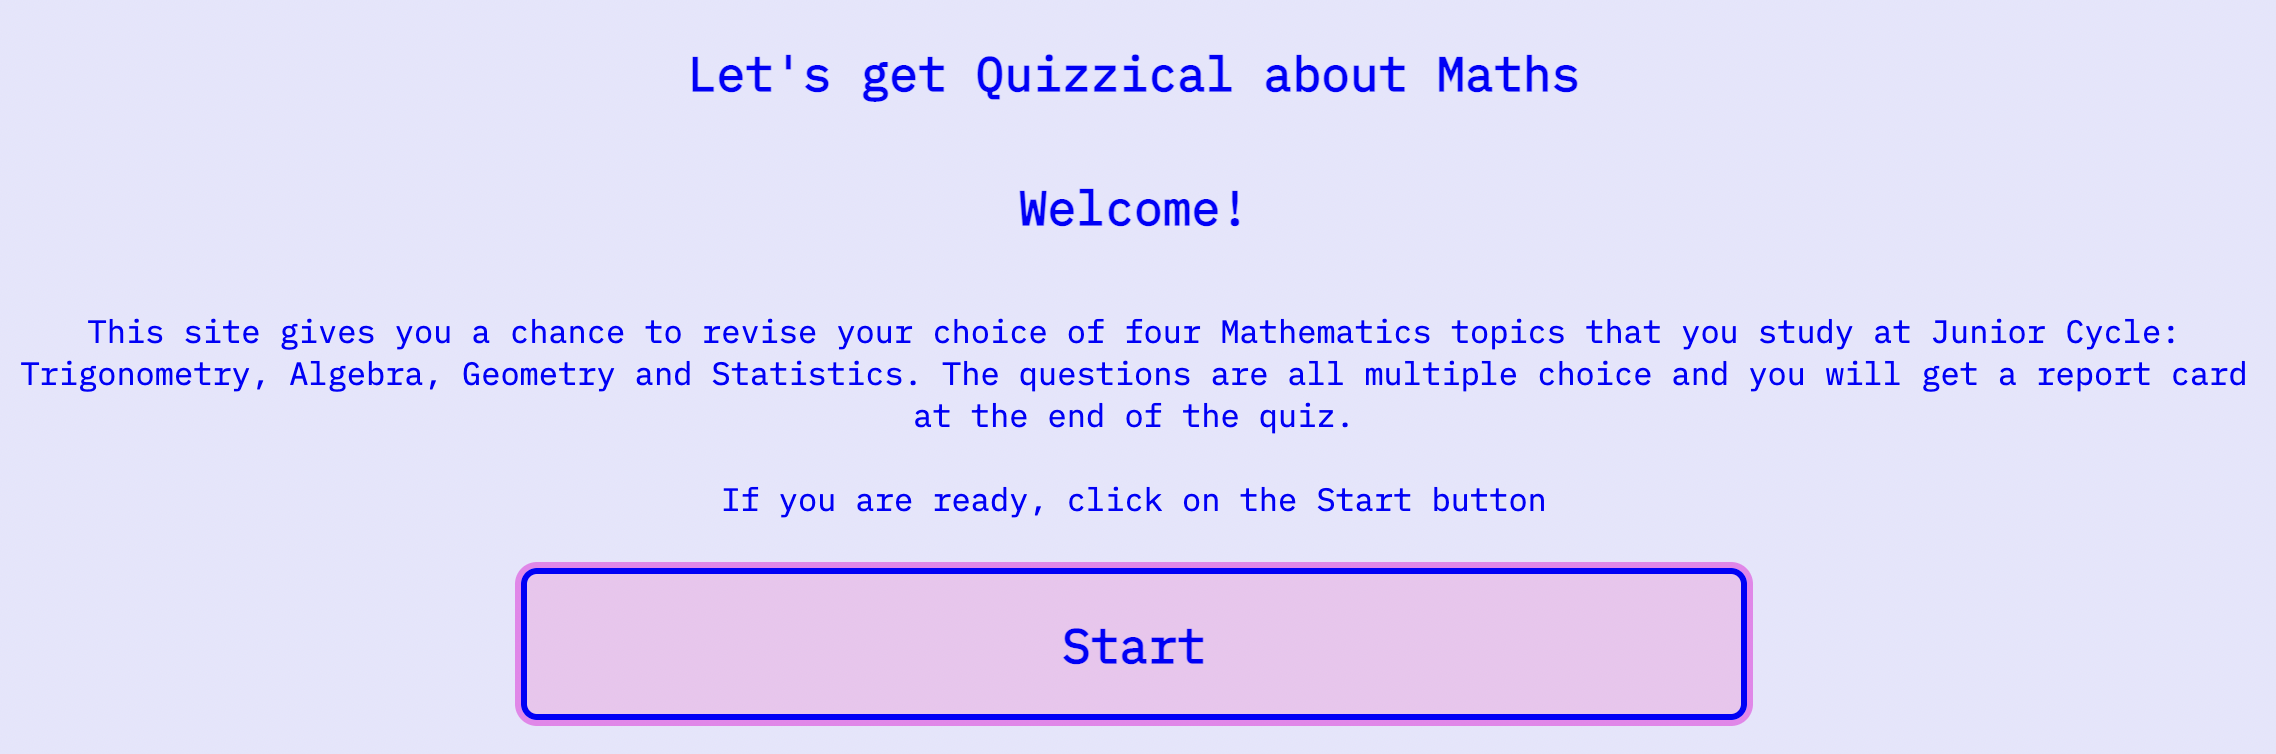 Let's get Quizzical about Maths
Welcome!
This site gives you a chance to revise your choice of four Mathematics topics that you study at Junior Cycle:
Trigonometry, Algebra, Geometry and Statistics. The questions are all multiple choice and you will get a report card
at the end of the quiz.
If you are ready, click on the Start button
Start